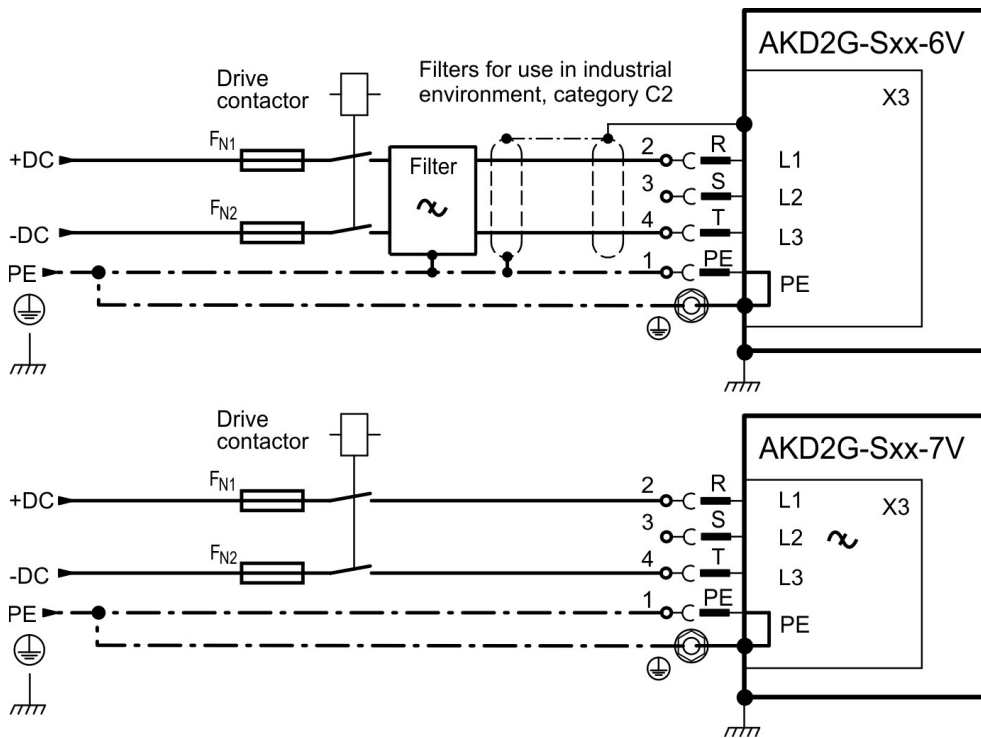 AKD2G-Sxx-6V
Drive
contactor
Filters for use in industrial
environment, category C2
X3
FN1
+DC
Filter
2
R
L1
3
S
L2
FN2
-DC
4
T
L3
PE
1
PE
PE
Drive
contactor
AKD2G-Sxx-7V
X3
FN1
+DC
2
R
L1
3
S
L2
FN2
-DC
4
T
L3
PE
1
PE
PE